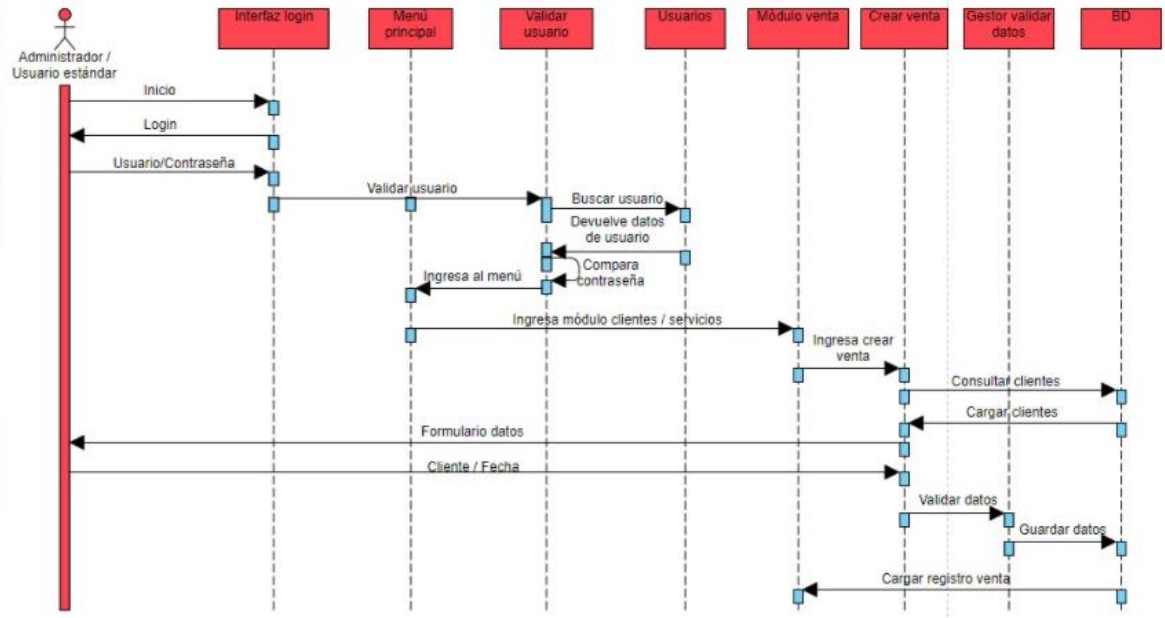 Interfaz login
Menú
principal
Validar
usuario
Usuarios
Módulo venta
Crear venta
Gestor validar
datos
BD
Administrador /
Usuario estándar
Inicio
Login
Usuario/Contraseña
Validar usuario
Buscar usuario
Devuelve datos
de usuario
Compara
contraseña
Ingresa al menú
Ingresa módulo clientes / servicios
Ingresa crear
venta
Consultar clientes
Cargar clientes
Formulario datos
Cliente / Fecha
Validar datos
Guardar datos
Cargar registro venta